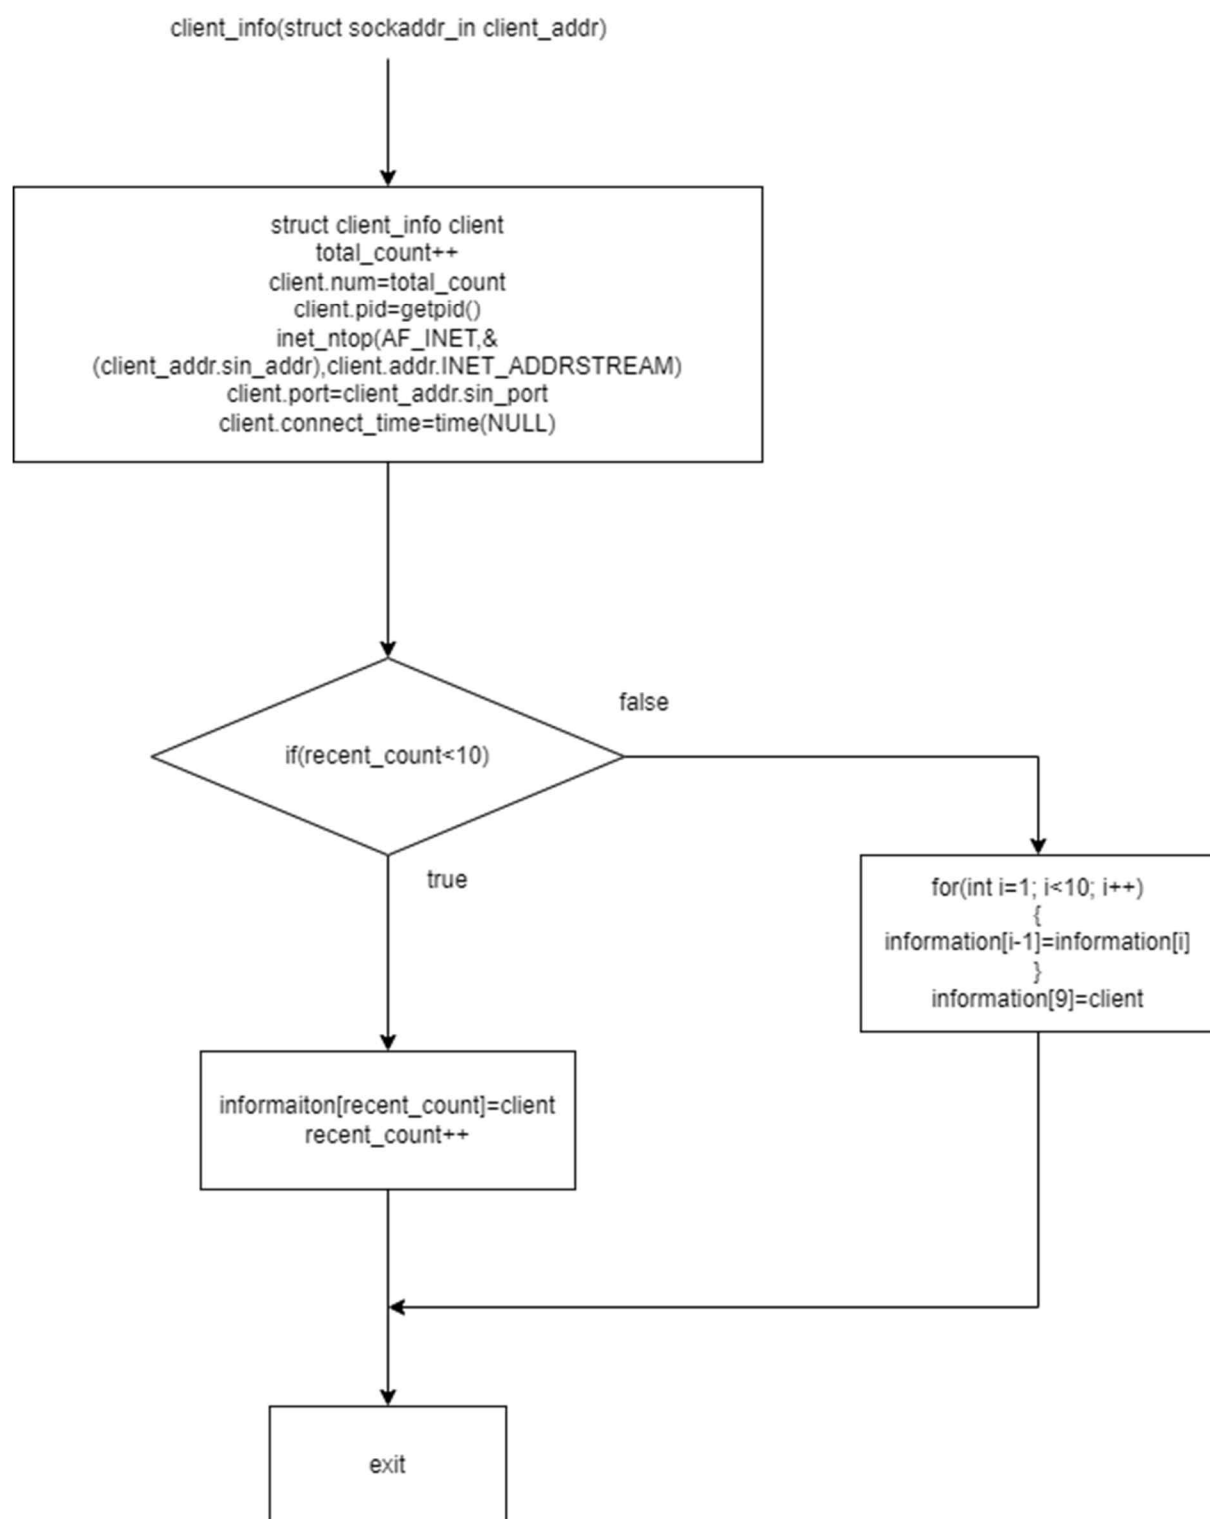 client_info(struct sockaddr_in client_addr)
struct client_info client
total_count++
client.num=total_count
client.pid=getpid()
inet_ntop(AF_INET,&
(client_addr.sin_addr),client.addr.INET_ADDRSTREAM)
client.port=client_addr.sin_port
client.connect_time=time(NULL)
false
if(recent_count<10)
true
for(int i=1; i<10; i++)
{
information[i-1]=information[i]
}
information[9]=client
informaiton[recent_count]=client
recent_count++
exit